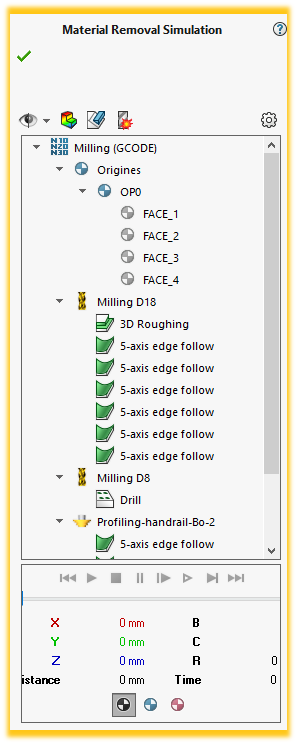 Material Removal Simulation
N10
N20
N30
Milling (GCODE)
Origines
OP0
FACE_1
FACE_2
FACE_3
FACE_4
Milling D18
3D Roughing
5-axis edge follow
5-axis edge follow
5-axis edge follow
5-axis edge follow
5-axis edge follow
5-axis edge follow
Milling D8
Drill
Profiling-handrail-Bo-2
5-axis edge follow
X 0 mm B
Y 0 mm C
Z 0 mm R 0
istance 0 mm Time 0